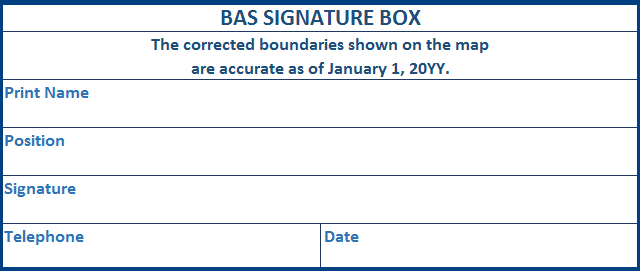 BAS SIGNATURE BOX
The corrected boundaries shown on the map
are accurate as of January 1, 20YY.
Print Name
Position
Signature
Telephone
Date